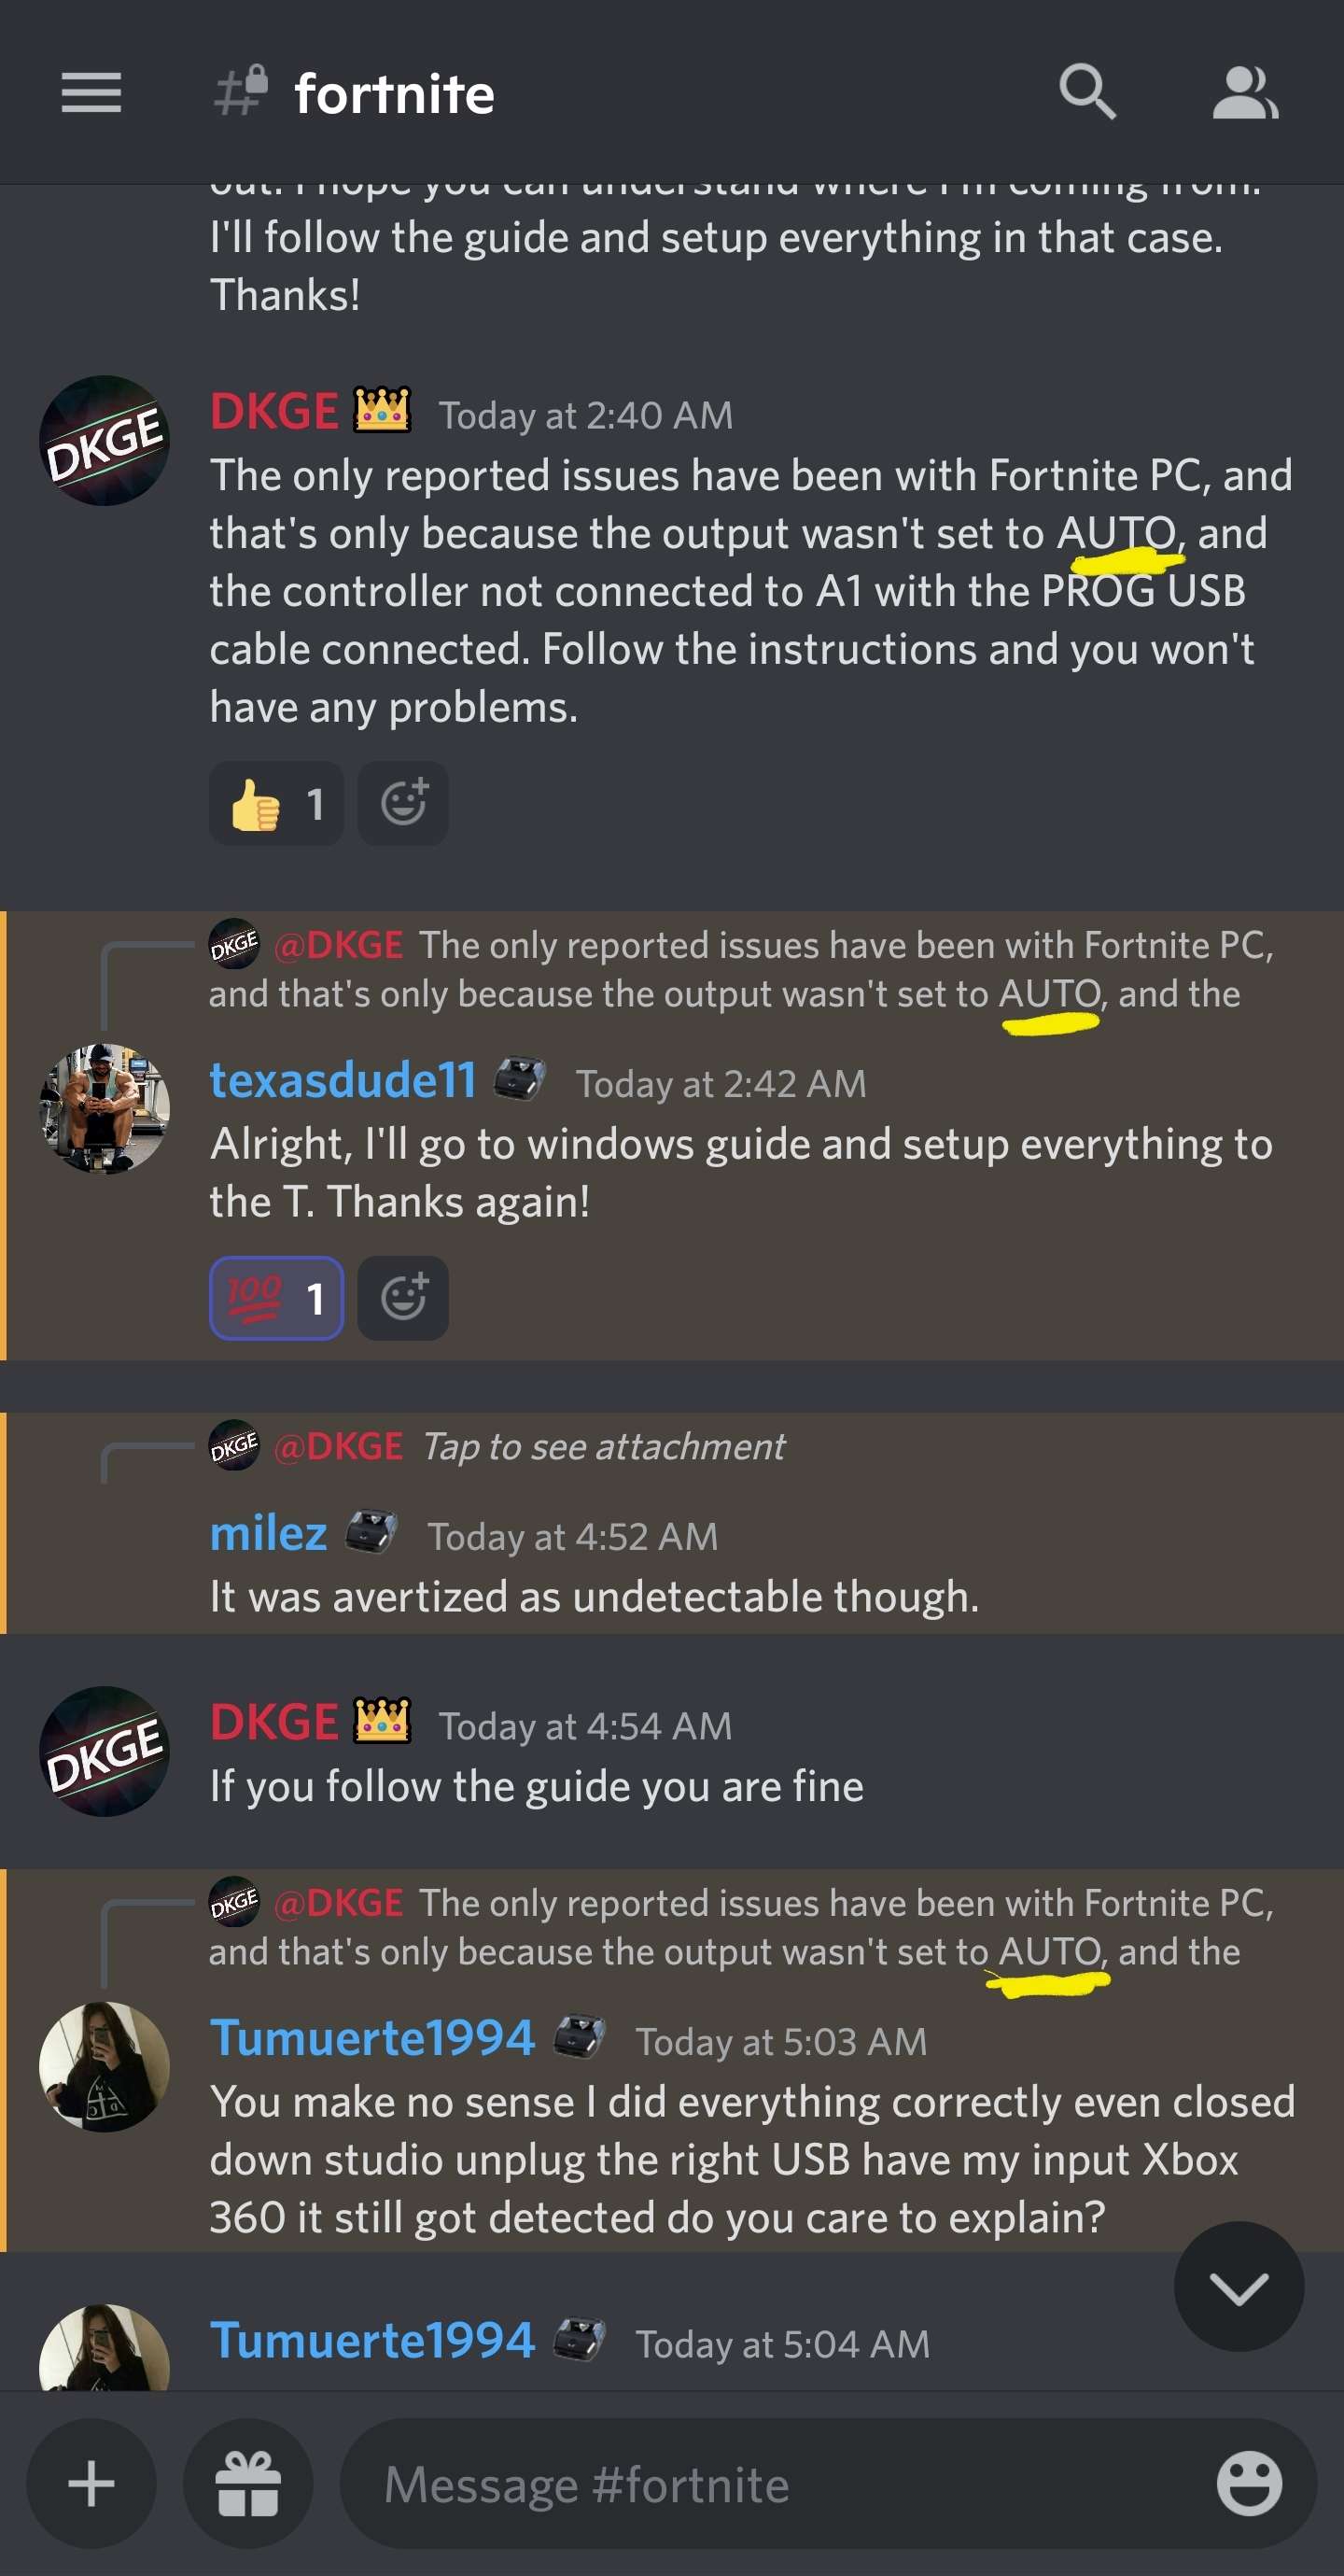 fortnite
out. I hope you can understand where I'm coming from.
I'll follow the guide and setup everything in that case.
Thanks!
DKGE
DKGE Today at 2:40 AM
The only reported issues have been with Fortnite PC, and
that's only because the output wasn't set to AUTO, and
the controller not connected to A1 with the PROG USB
cable connected. Follow the instructions and you won't
have any problems.
👍 1
DKGE @DKGE The only reported issues have been with Fortnite PC,
and that's only because the output wasn't set to AUTO, and the
texasdude11 Today at 2:42 AM
Alright, I'll go to windows guide and setup everything to
the T. Thanks again!
100 1
DKGE @DKGE Tap to see attachment
milez Today at 4:52 AM
It was avertized as undetectable though.
DKGE
DKGE Today at 4:54 AM
If you follow the guide you are fine
DKGE @DKGE The only reported issues have been with Fortnite PC,
and that's only because the output wasn't set to AUTO, and the
Tumuerte1994 Today at 5:03 AM
You make no sense I did everything correctly even closed
down studio unplug the right USB have my input Xbox
360 it still got detected do you care to explain?
Tumuerte1994 Today at 5:04 AM
Message #fortnite